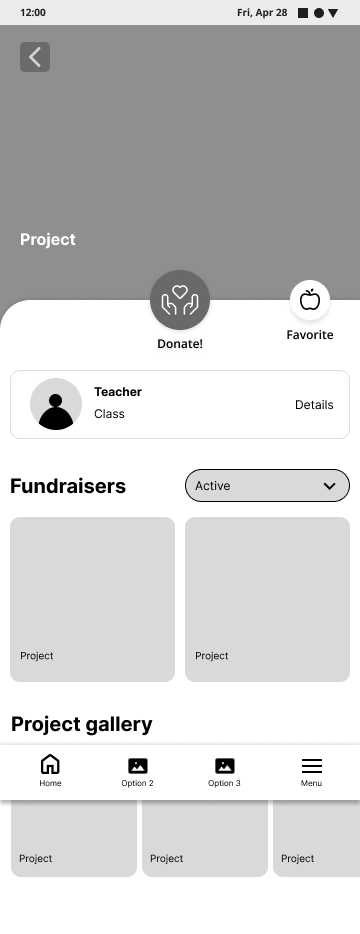 12:00
Fri, Apr 28
Project
Donate!
Favorite
Teacher
Class
Details
Fundraisers
Active
Project
Project
Project gallery
Home
Option 2
Option 3
Menu
Project
Project
Project